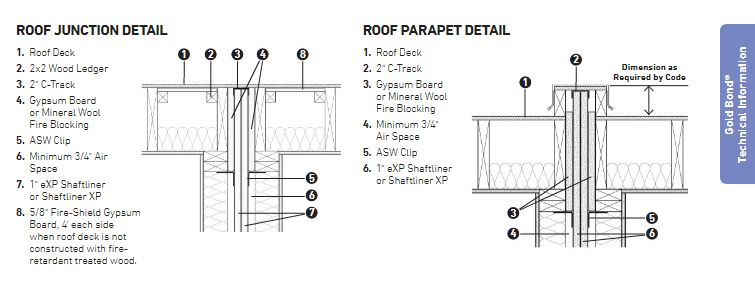 ROOF JUNCTION DETAIL
1. Roof Deck
2. 2x2 Wood Ledger
3. 2" C-Track
4. Gypsum Board
or Mineral Wool
Fire Blocking
5. ASW Clip
6. Minimum 3/4" Air
Space
7. 1" eXP Shaftliner
or Shaftliner XP
8. 5/8" Fire-Shield Gypsum
Board, 4' each side
when roof deck is not
constructed with fire-
retardant treated wood.
1 2 3 4 8
5
6
7
ROOF PARAPET DETAIL
1. Roof Deck
2. 2" C-Track
3. Gypsum Board
or Mineral Wool
Fire Blocking
4. Minimum 3/4"
Air Space
5. ASW Clip
6. 1" eXP Shaftliner
or Shaftliner XP
2
1
Dimension as
Required by Code
3
4
5
6
Gold Bond®
Technical Information